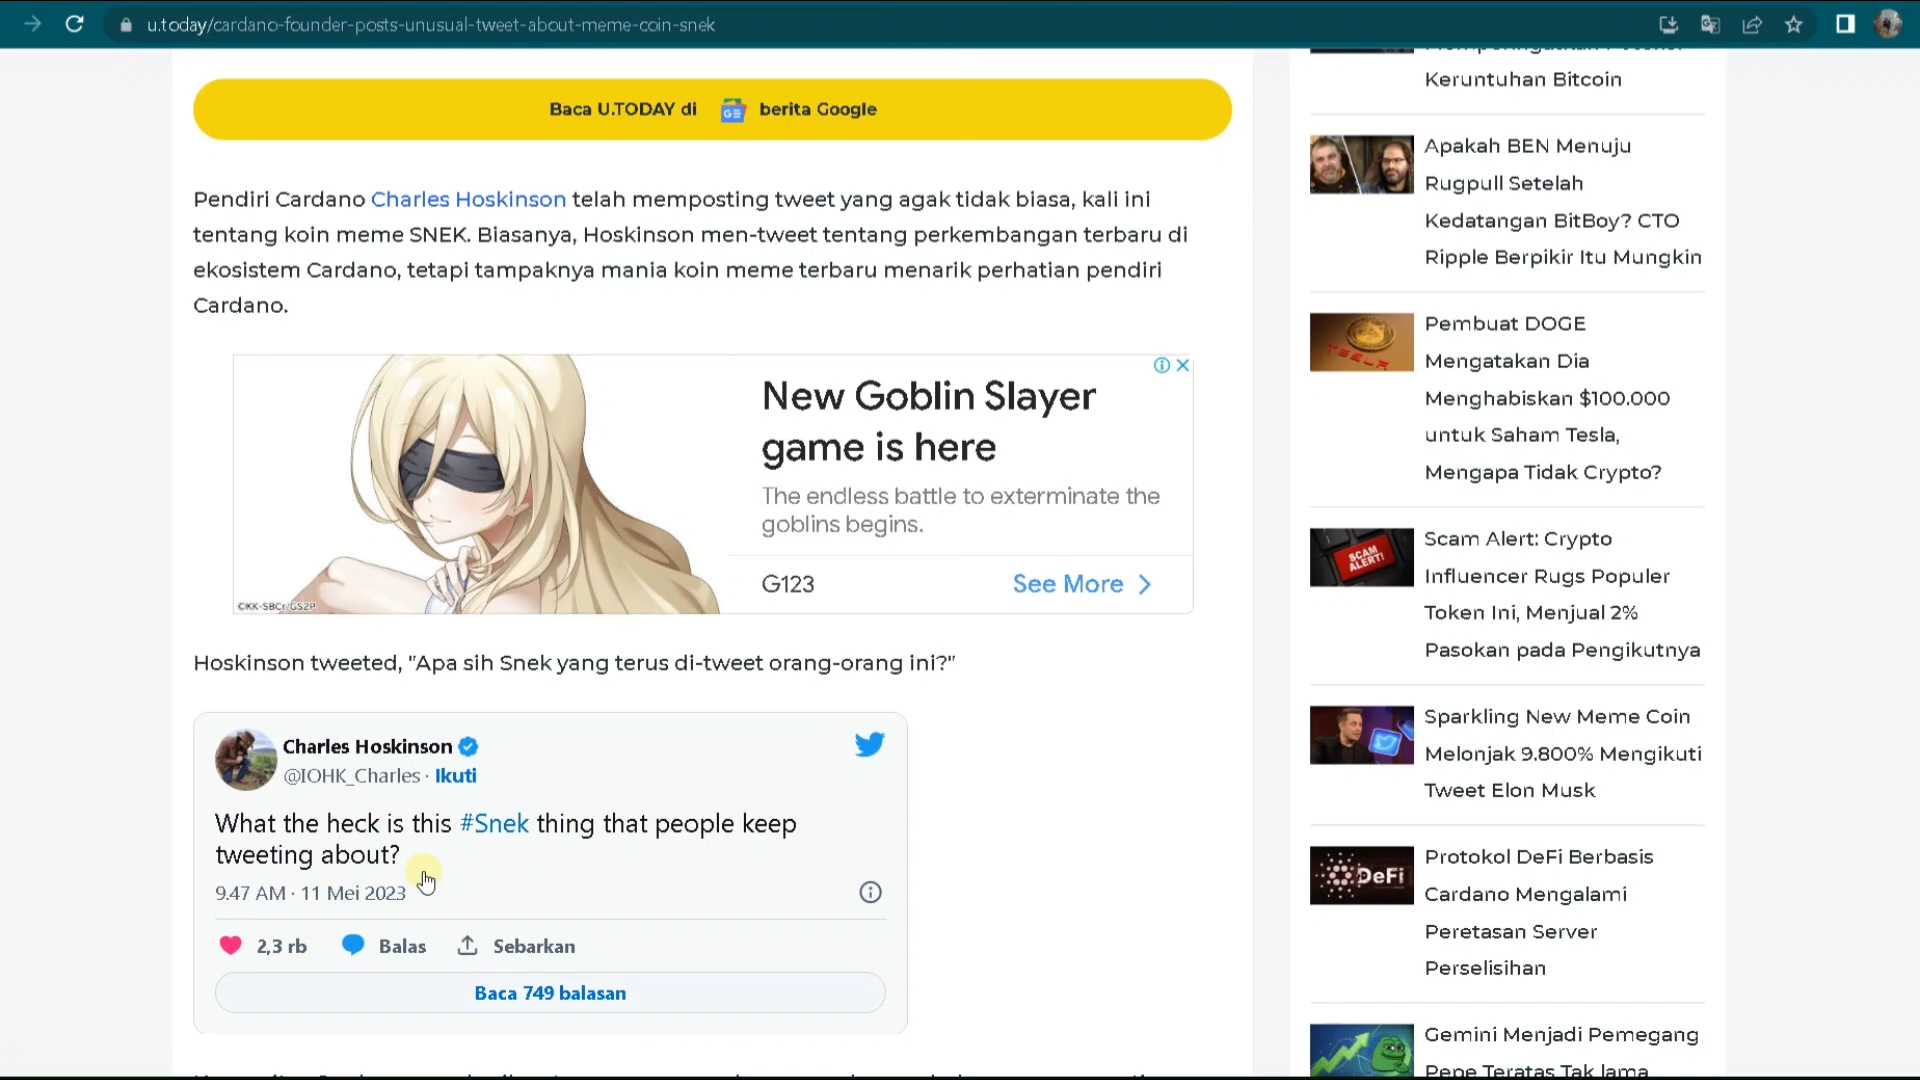 u.today/cardano-founder-posts-unusual-tweet-about-meme-coin-snek
Baca U.TODAY di GE berita Google
Pendiri Cardano Charles Hoskinson telah memposting tweet yang agak tidak biasa, kali ini
tentang koin meme SNEK. Biasanya, Hoskinson men-tweet tentang perkembangan terbaru di
ekosistem Cardano, tetapi tampaknya mania koin meme terbaru menarik perhatian pendiri
Cardano.
New Goblin Slayer
game is here
The endless battle to exterminate the
goblins begins.
G123
See More
©KK-SBCr/GS2P
Hoskinson tweeted, "Apa sih Snek yang terus di-tweet orang-orang ini?"
Charles Hoskinson
@IOHK_Charles · Ikuti
What the heck is this #Snek thing that people keep
tweeting about?
9.47 AM · 11 Mei 2023
2,3 rb Balas Sebarkan
Baca 749 balasan
Keruntuhan Bitcoin
Apakah BEN Menuju
Rugpull Setelah
Kedatangan BitBoy? CTO
Ripple Berpikir Itu Mungkin
TESLA
Pembuat DOGE
Mengatakan Dia
Menghabiskan $100.000
untuk Saham Tesla,
Mengapa Tidak Crypto?
SCAM
ALERT!
Scam Alert: Crypto
Influencer Rugs Populer
Token Ini, Menjual 2%
Pasokan pada Pengikutnya
Sparkling New Meme Coin
Melonjak 9.800% Mengikuti
Tweet Elon Musk
DeFi
Protokol DeFi Berbasis
Cardano Mengalami
Peretasan Server
Perselisihan
Gemini Menjadi Pemegang
Pepe Teratas Tak lama